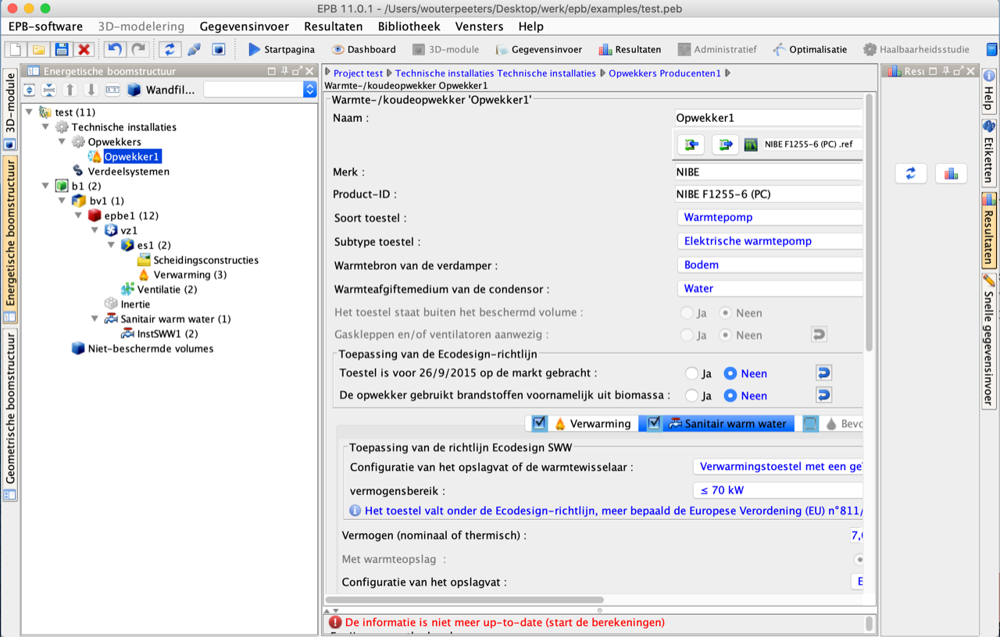 EPB 11.0.1 - /Users/wouterpeeters/Desktop/werk/epb/examples/test.peb
EPB-software 3D-modelering Gegevensinvoer Resultaten Bibliotheek Vensters Help
Startpagina Dashboard 3D-module Gegevensinvoer Resultaten Administratief Optimalisatie Haalbaarheidsstudie
3D-module
Energetische boomstructuur
Geometrische boomstructuur
Energetische boomstructuur
Wandfil...
test (11)
Technische installaties
Opwekkers
Opwekker1
Verdeelsystemen
b1 (2)
bv1 (1)
epbe1 (12)
vz1
es1 (2)
Scheidingsconstructies
Verwarming (3)
Ventilatie (2)
Inertie
Sanitair warm water (1)
InstSWW1 (2)
Niet-beschermde volumes
Project test Technische installaties Technische installaties Opwekkers Producenten1
Warmte-/koudeopwekker Opwekker1
Warmte-/koudeopwekker 'Opwekker1'
Naam : Opwekker1
NIBE F1255-6 (PC) .ref
Merk : NIBE
Product-ID : NIBE F1255-6 (PC)
Soort toestel : Warmtepomp
Subtype toestel : Elektrische warmtepomp
Warmtebron van de verdamper : Bodem
Warmteafgiftemedium van de condensor : Water
Het toestel staat buiten het beschermd volume : Ja Neen
Gaskleppen en/of ventilatoren aanwezig : Ja Neen
Toepassing van de Ecodesign-richtlijn
Toestel is voor 26/9/2015 op de markt gebracht : Ja Neen
De opwekker gebruikt brandstoffen voornamelijk uit biomassa : Ja Neen
Verwarming Sanitair warm water Bevo
Toepassing van de richtlijn Ecodesign SWW
Configuratie van het opslagvat of de warmtewisselaar : Verwarmingstoestel met een ge
vermogensbereik : ≤ 70 kW
Het toestel valt onder de Ecodesign-richtlijn, meer bepaald de Europese Verordening (EU) n°811/
Vermogen (nominaal of thermisch) : 7,
Met warmteopslag :
Configuratie van het opslagvat : E
De informatie is niet meer up-to-date (start de berekeningen)
Resi
Help
Etiketten
Resultaten
Snelle gegevensinvoer